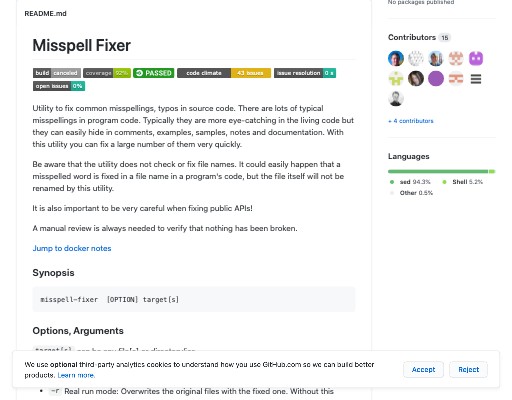 No packages published
README.md
Contributors 15
Misspell Fixer
build canceled coverage 92% PASSED code climate 43 issues issue resolution 0 s
open issues 0%
Utility to fix common misspellings, typos in source code. There are lots of typical
misspellings in program code. Typically they are more eye-catching in the living code but
they can easily hide in comments, examples, samples, notes and documentation. With
this utility you can fix a large number of them very quickly.
+ 4 contributors
Be aware that the utility does not check or fix file names. It could easily happen that a
misspelled word is fixed in a file name in a program's code, but the file itself will not be
renamed by this utility.
Languages
sed 94.3% Shell 5.2%
Other 0.5%
It is also important to be very careful when fixing public APIs!
A manual review is always needed to verify that nothing has been broken.
Jump to docker notes
Synopsis
misspell-fixer [OPTION] target[s]
Options, Arguments
target[s] can be any file[s] or directory/ies.
We use optional third-party analytics cookies to understand how you use GitHub.com so we can build better
products. Learn more.
Accept Reject
-r Real run mode: Overwrites the original files with the fixed one. Without this